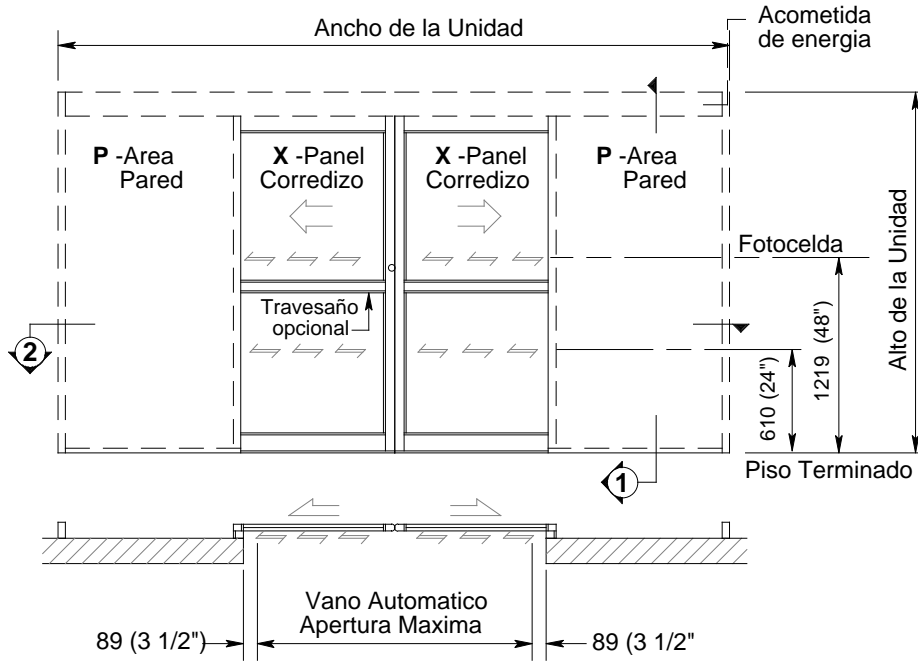 Ancho de la Unidad
Acometida
de energia
P -Area
Pared
X -Panel
Corredizo
X -Panel
Corredizo
P -Area
Pared
Fotocelda
Alto de la Unidad
Travesaño
opcional
2
610 (24")
1219 (48")
1
Piso Terminado
Vano Automatico
Apertura Maxima
89 (3 1/2")
89 (3 1/2"